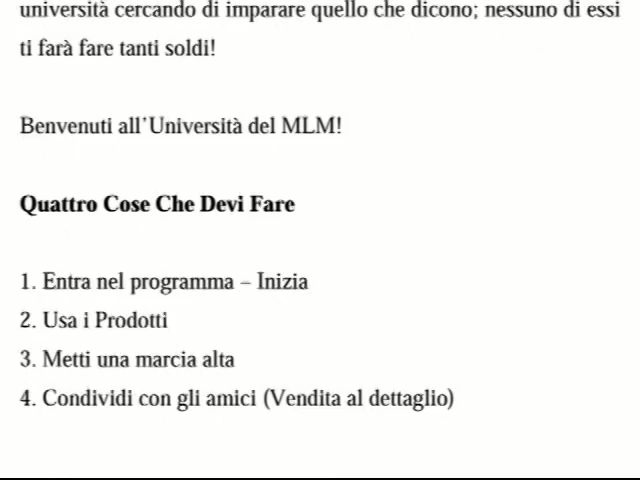 università cercando di imparare quello che dicono; nessuno di essi
ti farà fare tanti soldi!
Benvenuti all'Università del MLM!
Quattro Cose Che Devi Fare
1. Entra nel programma – Inizia
2. Usa i Prodotti
3. Metti una marcia alta
4. Condividi con gli amici (Vendita al dettaglio)